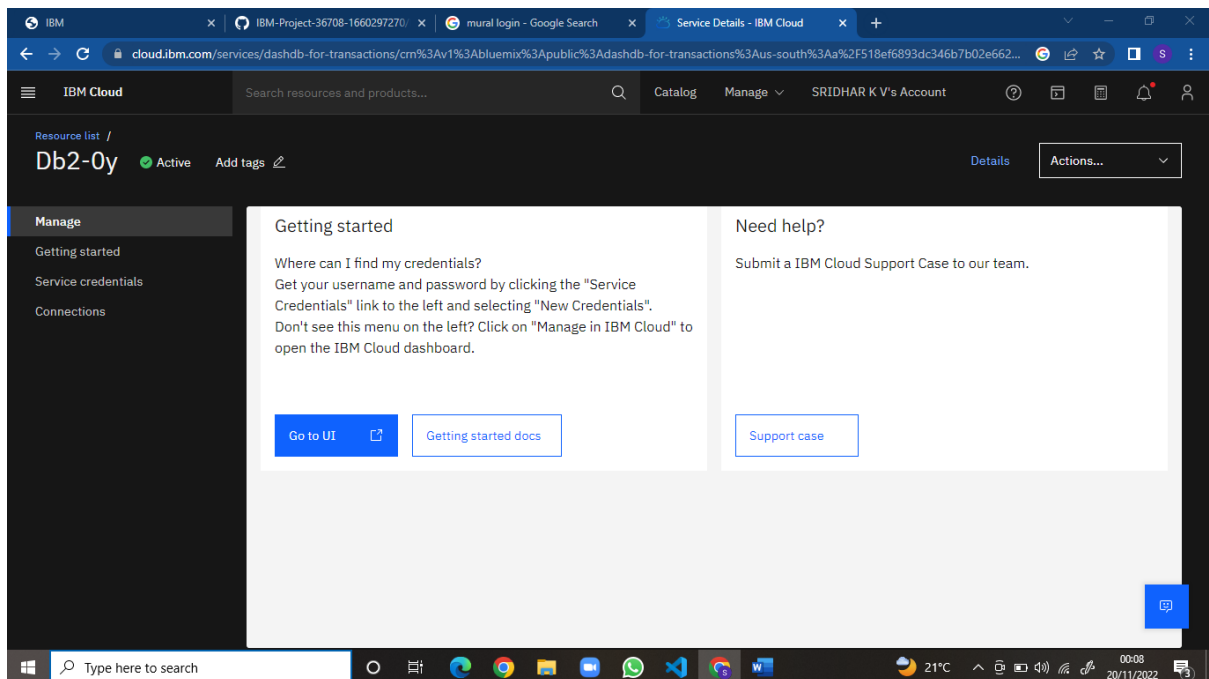 IBM
IBM-Project-36708-1660297270/
mural login - Google Search
Service Details - IBM Cloud
cloud.ibm.com/services/dashdb-for-transactions/crn%3Av1%3Abluemix%3Apublic%3Adashdb-for-transactions%3Aus-south%3Aa%2F518ef6893dc346b7b02e662...
S
IBM Cloud
Search resources and products...
Catalog
Manage
SRIDHAR K V's Account
Resource list /
Db2-0y
Active
Add tags
Details
Actions...
Manage
Getting started
Service credentials
Connections
Getting started
Where can I find my credentials?
Get your username and password by clicking the "Service
Credentials" link to the left and selecting "New Credentials".
Don't see this menu on the left? Click on "Manage in IBM Cloud" to
open the IBM Cloud dashboard.
Go to UI
Getting started docs
Need help?
Submit a IBM Cloud Support Case to our team.
Support case
Type here to search
21°C
00:08
20/11/2022
3